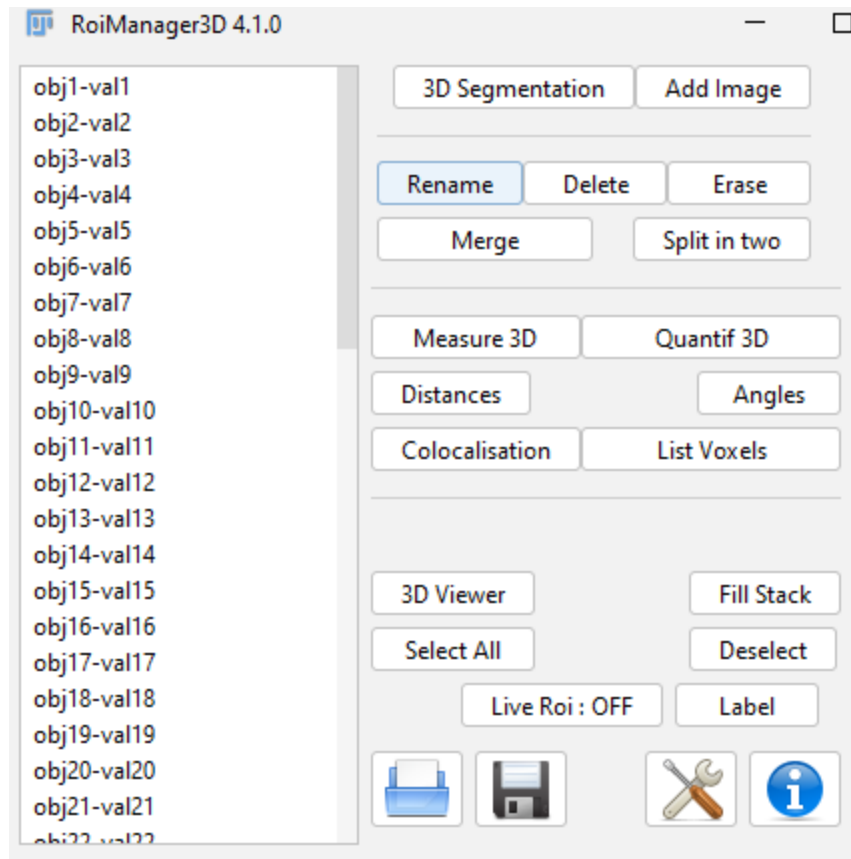 RoiManager3D 4.1.0
obj1-val1
obj2-val2
obj3-val3
obj4-val4
obj5-val5
obj6-val6
obj7-val7
obj8-val8
obj9-val9
obj10-val10
obj11-val11
obj12-val12
obj13-val13
obj14-val14
obj15-val15
obj16-val16
obj17-val17
obj18-val18
obj19-val19
obj20-val20
obj21-val21
obj22-val22
3D Segmentation Add Image
Rename Delete Erase
Merge Split in two
Measure 3D Quantif 3D
Distances Angles
Colocalisation List Voxels
3D Viewer Fill Stack
Select All Deselect
Live Roi : OFF Label